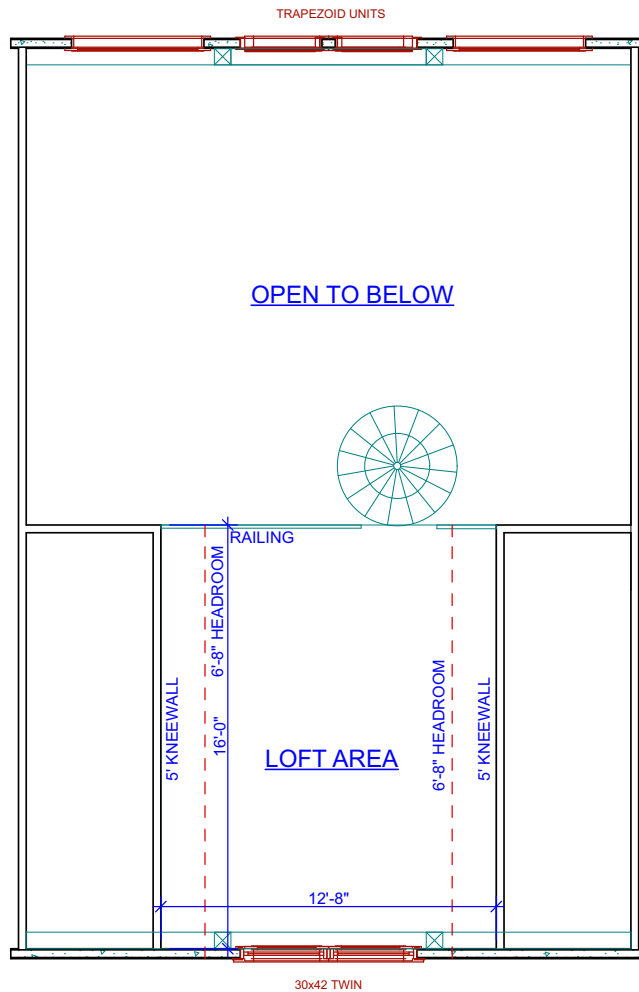 TRAPEZOID UNITS
OPEN TO BELOW
RAILING
6'-8" HEADROOM
16'-0"
5' KNEEWALL
LOFT AREA
6'-8" HEADROOM
5' KNEEWALL
12'-8"
30x42 TWIN